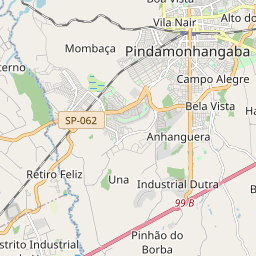 Boa Vista
Alto do
Vila Nair
Mombaça
Pindamonhangaba
Campo Alegre
Bela Vista
SP-062
Anhanguera
Retiro Feliz
Una
Industrial Dutra
99 B
Pinhão do
Borba
strito Industrial